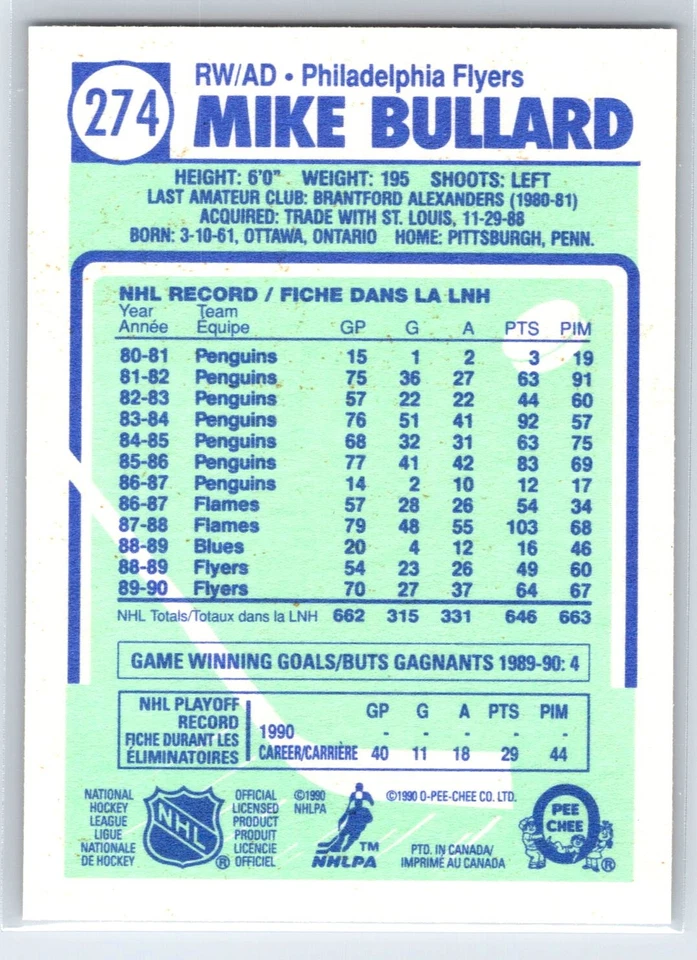 274
RW/AD • Philadelphia Flyers
MIKE BULLARD
HEIGHT: 6'0" WEIGHT: 195 SHOOTS: LEFT
LAST AMATEUR CLUB: BRANTFORD ALEXANDERS (1980-81)
ACQUIRED: TRADE WITH ST. LOUIS, 11-29-88
BORN: 3-10-61, OTTAWA, ONTARIO HOME: PITTSBURGH, PENN.
NHL RECORD / FICHE DANS LA LNH
Year Team
Année Équipe GP G A PTS PIM
80-81 Penguins 15 1 2 3 19
81-82 Penguins 75 36 27 63 91
82-83 Penguins 57 22 22 44 60
83-84 Penguins 76 51 41 92 57
84-85 Penguins 68 32 31 63 75
85-86 Penguins 77 41 42 83 69
86-87 Penguins 14 2 10 12 17
86-87 Flames 57 28 26 54 34
87-88 Flames 79 48 55 103 68
88-89 Blues 20 4 12 16 46
88-89 Flyers 54 23 26 49 60
89-90 Flyers 70 27 37 64 67
NHL Totals/Totaux dans la LNH 662 315 331 646 663
GAME WINNING GOALS/BUTS GAGNANTS 1989-90: 4
NHL PLAYOFF
RECORD
FICHE DURANT LES
ÉLIMINATOIRES
GP G A PTS PIM
1990 - - - - -
CAREER/CARRIÈRE 40 11 18 29 44
NATIONAL
HOCKEY
LEAGUE
LIGUE
NATIONALE
DE HOCKEY
NHL
®
OFFICIAL
LICENSED
PRODUCT
PRODUIT
LICENCIÉ
OFFICIEL
©1990
NHLPA
TM
NHLPA
©1990 O-PEE-CHEE CO. LTD.
PTD. IN CANADA/
IMPRIMÉ AU CANADA
O
PEE
CHEE
®